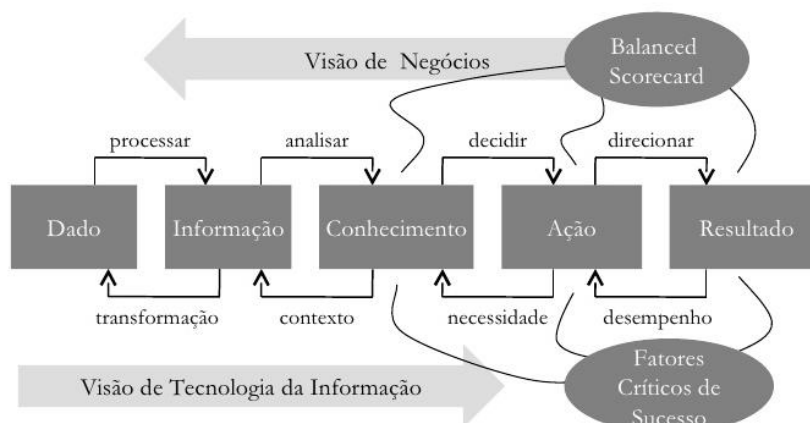 Visão de Negócios
Balanced
Scorecard
processar
analisar
decidir
direcionar
Dado
Informação
Conhecimento
Ação
Resultado
transformação
contexto
necessidade
desempenho
Visão de Tecnologia da Informação
Fatores
Críticos de
Sucesso